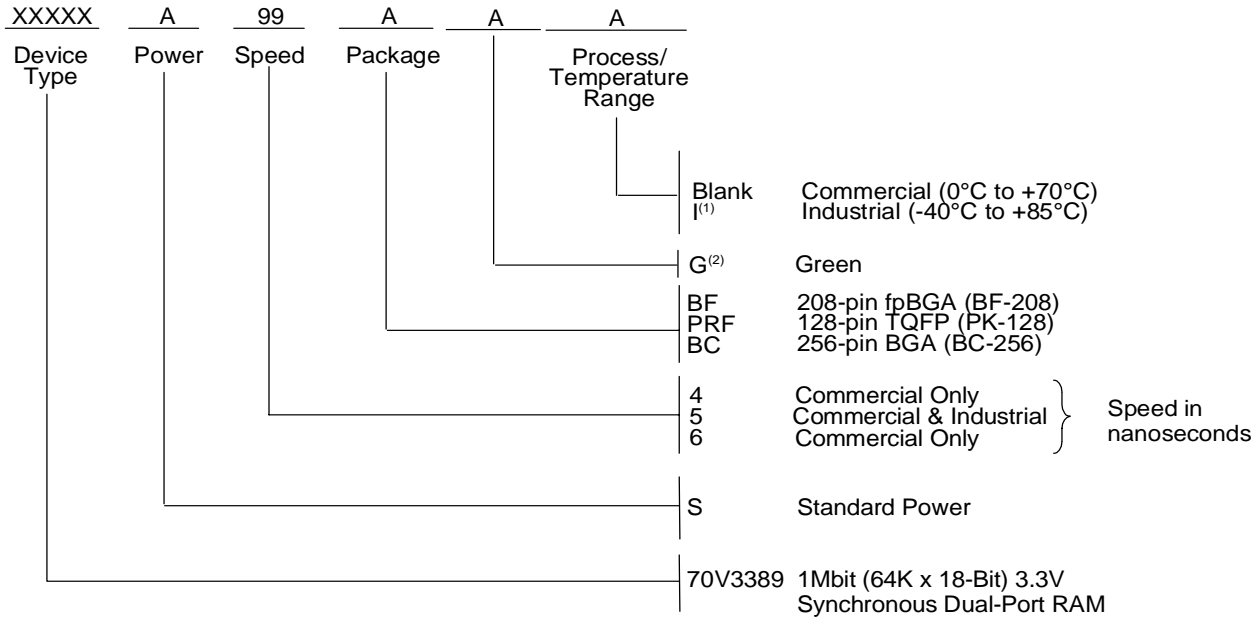 XXXXX A 99 A A A
Device Type Power Speed Package Process/ Temperature Range
Blank Commercial (0°C to +70°C)
I(1) Industrial (-40°C to +85°C)
G(2) Green
BF 208-pin fpBGA (BF-208)
PRF 128-pin TQFP (PK-128)
BC 256-pin BGA (BC-256)
4 Commercial Only
5 Commercial & Industrial
6 Commercial Only
Speed in
nanoseconds
S Standard Power
70V3389 1Mbit (64K x 18-Bit) 3.3V
Synchronous Dual-Port RAM